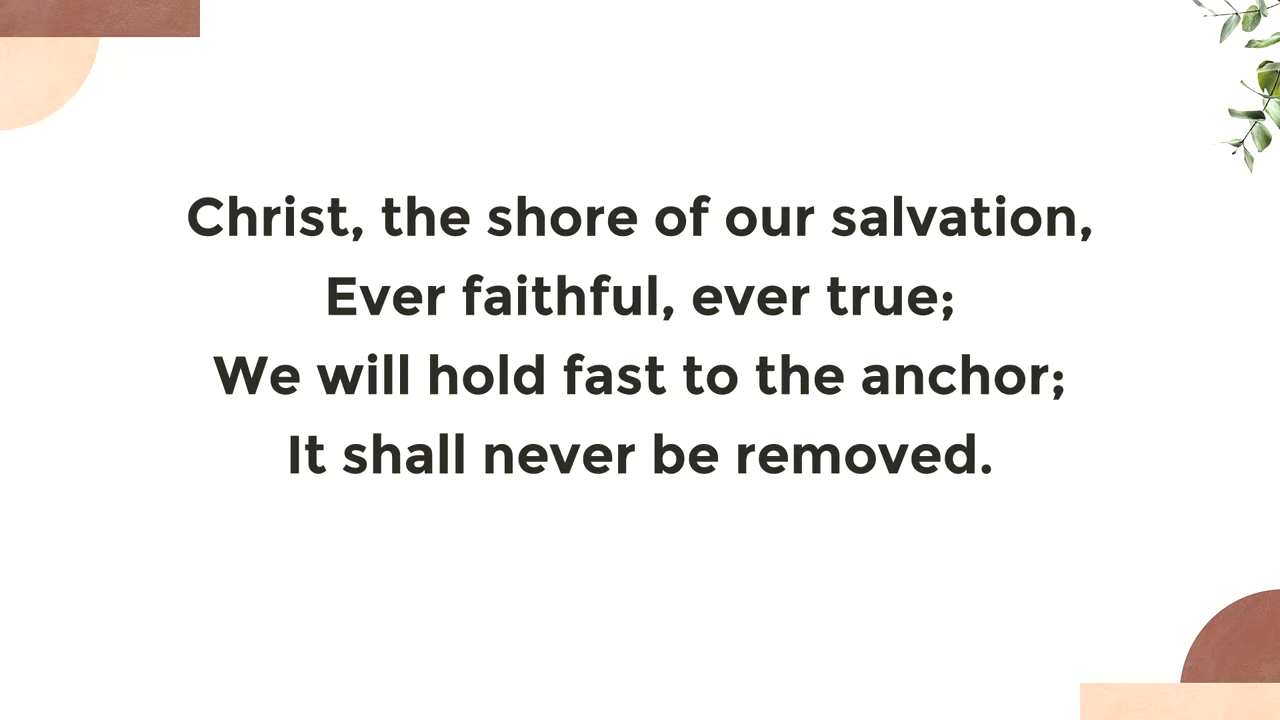 Christ, the shore of our salvation,
Ever faithful, ever true;
We will hold fast to the anchor;
It shall never be removed.